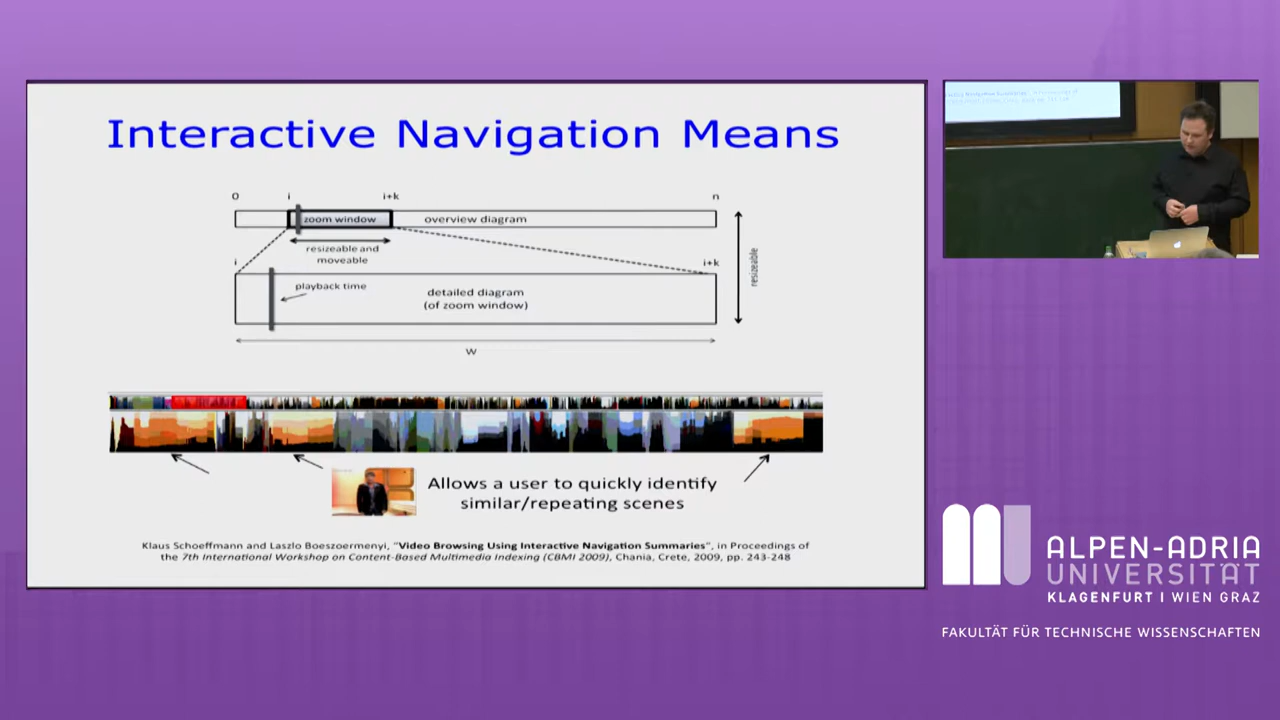 Interactive Navigation Means
0 i i+k n
zoom window overview diagram
resizeable and
moveable
i i+k
resizeable
playback time
detailed diagram
(of zoom window)
w
Allows a user to quickly identify
similar/repeating scenes
Klaus Schoeffmann and Laszlo Boeszoermenyi, "Video Browsing Using Interactive Navigation Summaries", in Proceedings of
the 7th International Workshop on Content-Based Multimedia Indexing (CBMI 2009), Chania, Crete, 2009, pp. 243-248
ALPEN-ADRIA
UNIVERSITÄT
KLAGENFURT I WIEN GRAZ
FAKULTÄT FÜR TECHNISCHE WISSENSCHAFTEN